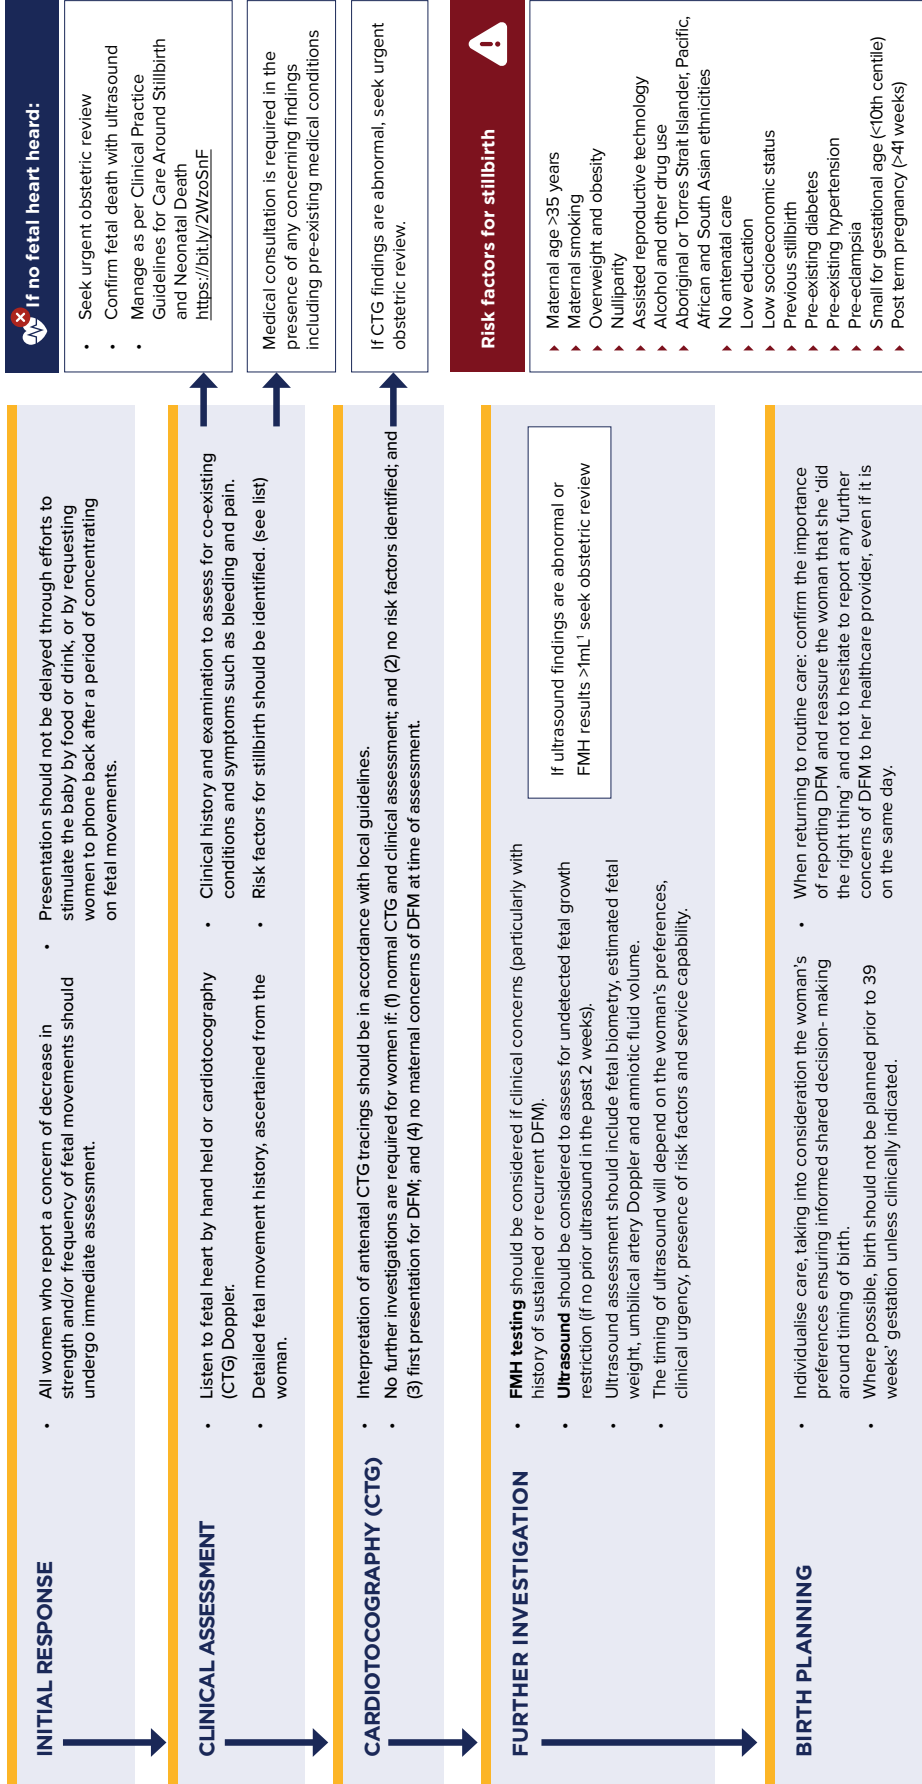 INITIAL RESPONSE
• All women who report a concern of decrease in
strength and/or frequency of fetal movements should
undergo immediate assessment.
• Presentation should not be delayed through efforts to
stimulate the baby by food or drink, or by requesting
women to phone back after a period of concentrating
on fetal movements.
CLINICAL ASSESSMENT
• Listen to fetal heart by hand held or cardiotocography
(CTG) Doppler.
• Detailed fetal movement history, ascertained from the
woman.
• Clinical history and examination to assess for co-existing
conditions and symptoms such as bleeding and pain.
• Risk factors for stillbirth should be identified. (see list)
CARDIOTOCOGRAPHY (CTG)
• Interpretation of antenatal CTG tracings should be in accordance with local guidelines.
• No further investigations are required for women if: (1) normal CTG and clinical assessment; and (2) no risk factors identified; and
(3) first presentation for DFM; and (4) no maternal concerns of DFM at time of assessment.
FURTHER INVESTIGATION
• FMH testing should be considered if clinical concerns (particularly with
history of sustained or recurrent DFM).
• Ultrasound should be considered to assess for undetected fetal growth
restriction (if no prior ultrasound in the past 2 weeks).
• Ultrasound assessment should include fetal biometry, estimated fetal
weight, umbilical artery Doppler and amniotic fluid volume.
• The timing of ultrasound will depend on the woman's preferences,
clinical urgency, presence of risk factors and service capability.
If ultrasound findings are abnormal or
FMH results >1mL¹ seek obstetric review
BIRTH PLANNING
• Individualise care, taking into consideration the woman's
preferences ensuring informed shared decision- making
around timing of birth.
• Where possible, birth should not be planned prior to 39
weeks' gestation unless clinically indicated.
• When returning to routine care: confirm the importance
of reporting DFM and reassure the woman that she 'did
the right thing' and not to hesitate to report any further
concerns of DFM to her healthcare provider, even if it is
on the same day.
If no fetal heart heard:
• Seek urgent obstetric review
• Confirm fetal death with ultrasound
• Manage as per Clinical Practice
Guidelines for Care Around Stillbirth
and Neonatal Death
https://bit.ly/2WzoSnF
Medical consultation is required in the
presence of any concerning findings
including pre-existing medical conditions
If CTG findings are abnormal, seek urgent
obstetric review.
Risk factors for stillbirth
Maternal age >35 years
Maternal smoking
Overweight and obesity
Nulliparity
Assisted reproductive technology
Alcohol and other drug use
Aboriginal or Torres Strait Islander, Pacific,
African and South Asian ethnicities
No antenatal care
Low education
Low socioeconomic status
Previous stillbirth
Pre-existing diabetes
Pre-existing hypertension
Pre-eclampsia
Small for gestational age (<10th centile)
Post term pregnancy (>41 weeks)